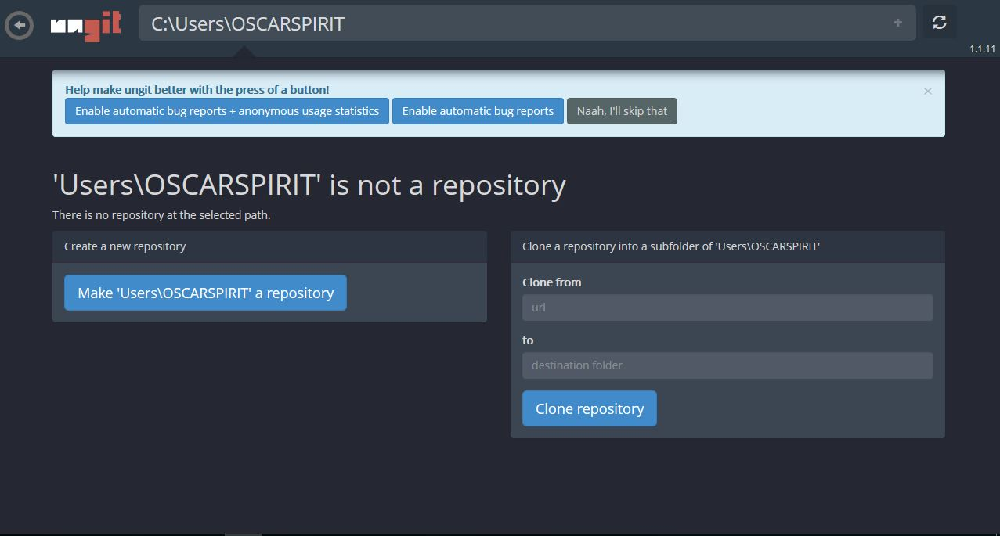 ungit
C:\Users\OSCARSPIRIT
+
1.1.11
Help make ungit better with the press of a button!
×
Enable automatic bug reports + anonymous usage statistics
Enable automatic bug reports
Naah, I'll skip that
'Users\OSCARSPIRIT' is not a repository
There is no repository at the selected path.
Create a new repository
Make 'Users\OSCARSPIRIT' a repository
Clone a repository into a subfolder of 'Users\OSCARSPIRIT'
Clone from
url
to
destination folder
Clone repository